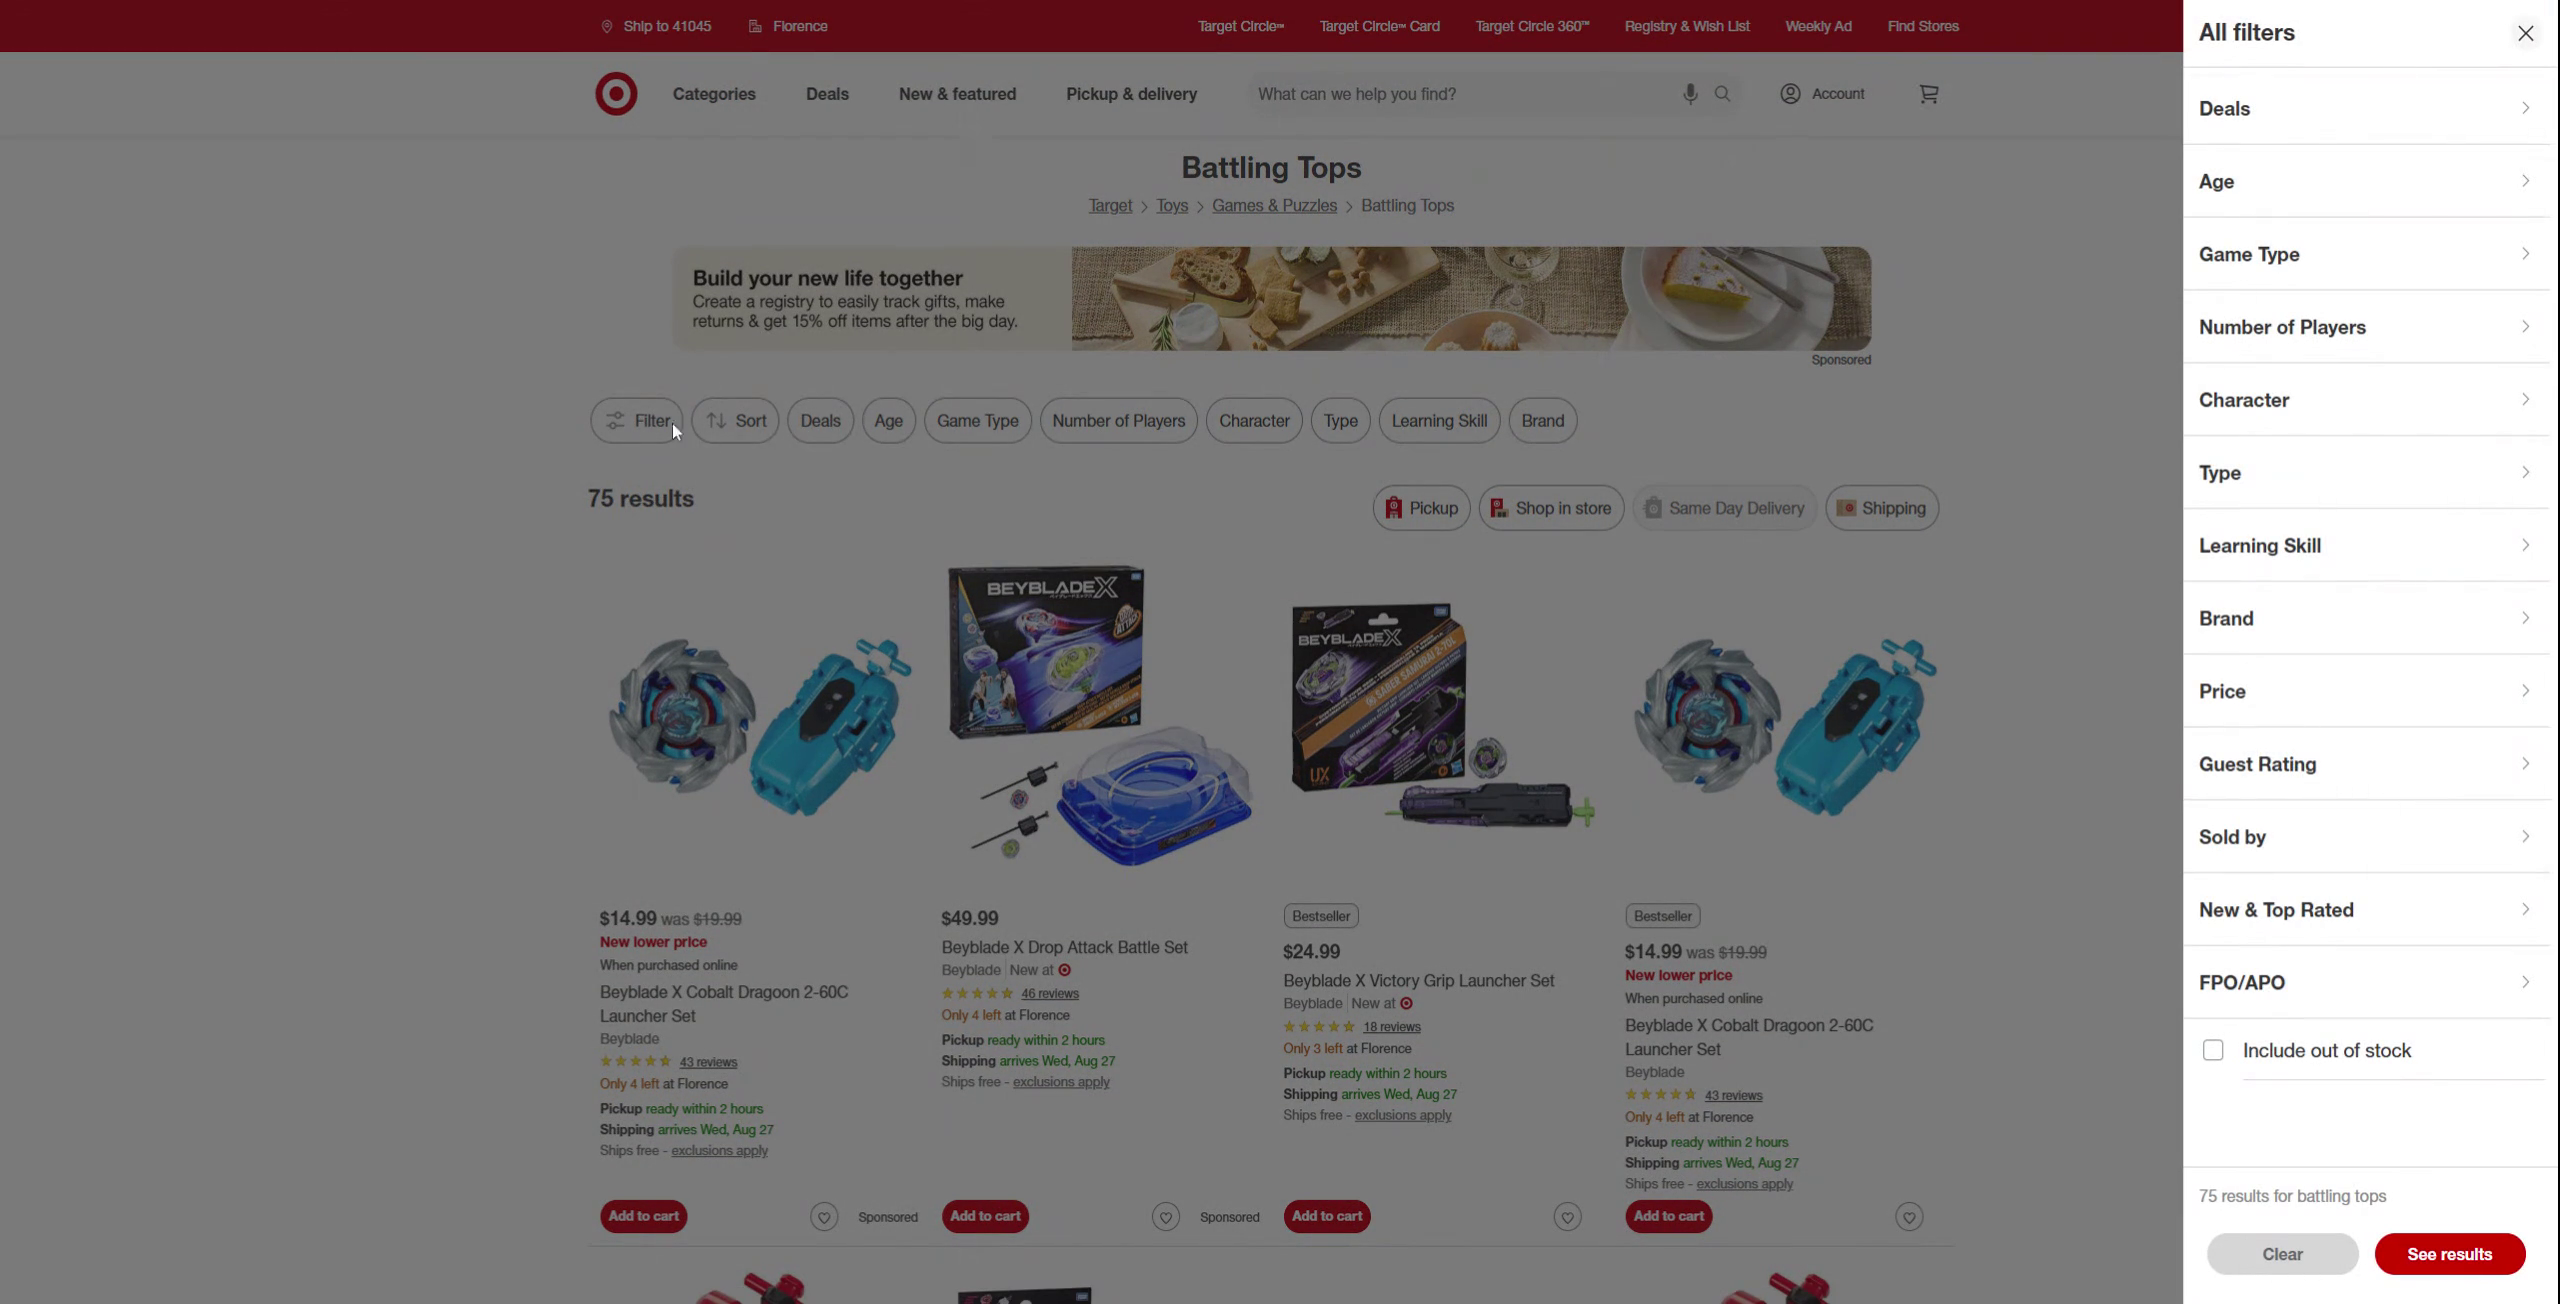 Ship to 41045
Florence
Target Circle™
Target Circle™ Card
Target Circle 360™
Registry & Wish List
Weekly Ad
Find Stores
Categories
Deals
New & featured
Pickup & delivery
What can we help you find?
Account
Battling Tops
Target > Toys > Games & Puzzles > Battling Tops
Build your new life together
Create a registry to easily track gifts, make
returns & get 15% off items after the big day.
Sponsored
Filter
Sort
Deals
Age
Game Type
Number of Players
Character
Type
Learning Skill
Brand
75 results
Pickup
Shop in store
Same Day Delivery
Shipping
BEYBLADE X
BEYBLADE X
SABER SAMURAI 2-70L
UX
$14.99 was $19.99
New lower price
When purchased online
Beyblade X Cobalt Dragoon 2-60C
Launcher Set
Beyblade
43 reviews
Only 4 left at Florence
Pickup ready within 2 hours
Shipping arrives Wed, Aug 27
Ships free - exclusions apply
Add to cart
Sponsored
$49.99
Beyblade X Drop Attack Battle Set
Beyblade New at
46 reviews
Only 4 left at Florence
Pickup ready within 2 hours
Shipping arrives Wed, Aug 27
Ships free - exclusions apply
Add to cart
Sponsored
Bestseller
$24.99
Beyblade X Victory Grip Launcher Set
Beyblade New at
18 reviews
Only 3 left at Florence
Pickup ready within 2 hours
Shipping arrives Wed, Aug 27
Ships free - exclusions apply
Add to cart
Bestseller
$14.99 was $19.99
New lower price
When purchased online
Beyblade X Cobalt Dragoon 2-60C
Launcher Set
Beyblade
43 reviews
Only 4 left at Florence
Pickup ready within 2 hours
Shipping arrives Wed, Aug 27
Ships free - exclusions apply
Add to cart
All filters
Deals
Age
Game Type
Number of Players
Character
Type
Learning Skill
Brand
Price
Guest Rating
Sold by
New & Top Rated
FPO/APO
Include out of stock
75 results for battling tops
Clear
See results